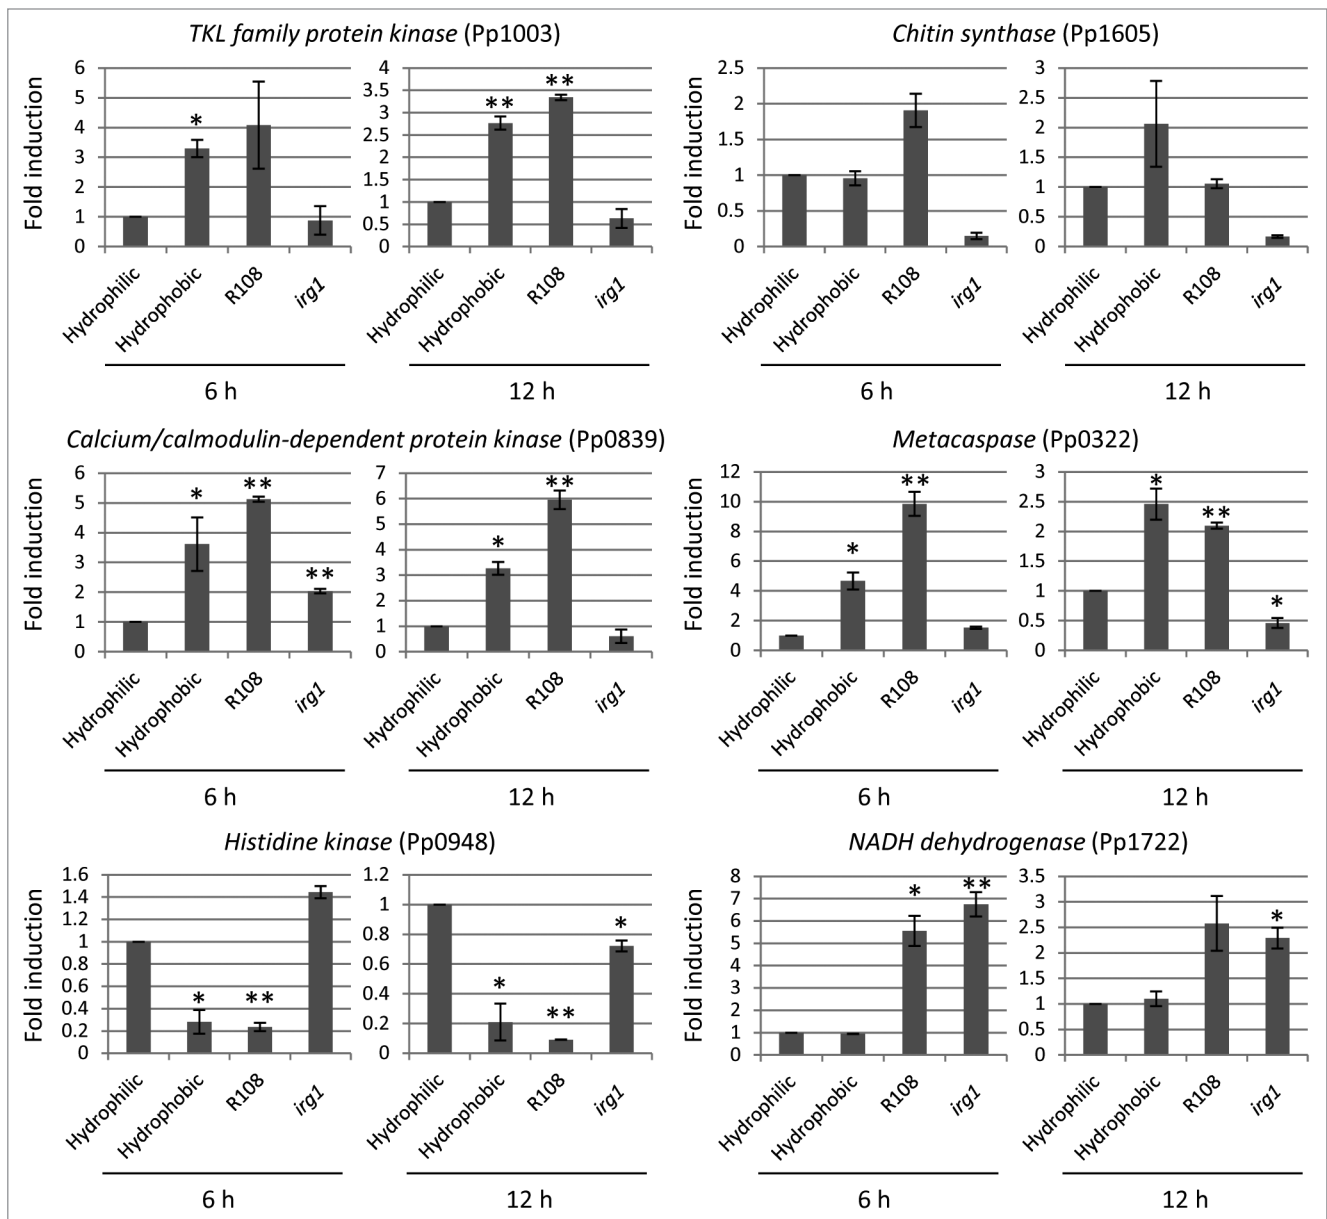 TKL family protein kinase (Pp1003)
Fold induction
6
5
4
3
2
1
0
*
Hydrophilic
Hydrophobic
R108
irg1
6 h
4
3.5
3
2.5
2
1.5
1
0.5
0
**
**
Hydrophilic
Hydrophobic
R108
irg1
12 h
Chitin synthase (Pp1605)
Fold induction
2.5
2
1.5
1
0.5
0
Hydrophilic
Hydrophobic
R108
irg1
6 h
3
2.5
2
1.5
1
0.5
0
Hydrophilic
Hydrophobic
R108
irg1
12 h
Calcium/calmodulin-dependent protein kinase (Pp0839)
Fold induction
6
5
4
3
2
1
0
*
**
**
Hydrophilic
Hydrophobic
R108
irg1
6 h
7
6
5
4
3
2
1
0
*
**
Hydrophilic
Hydrophobic
R108
irg1
12 h
Metacaspase (Pp0322)
Fold induction
12
10
8
6
4
2
0
*
**
Hydrophilic
Hydrophobic
R108
irg1
6 h
3
2.5
2
1.5
1
0.5
0
*
**
*
Hydrophilic
Hydrophobic
R108
irg1
12 h
Histidine kinase (Pp0948)
Fold induction
1.6
1.4
1.2
1
0.8
0.6
0.4
0.2
0
*
**
Hydrophilic
Hydrophobic
R108
irg1
6 h
1.2
1
0.8
0.6
0.4
0.2
0
*
**
*
Hydrophilic
Hydrophobic
R108
irg1
12 h
NADH dehydrogenase (Pp1722)
Fold induction
8
7
6
5
4
3
2
1
0
*
**
Hydrophilic
Hydrophobic
R108
irg1
6 h
3.5
3
2.5
2
1.5
1
0.5
0
*
Hydrophilic
Hydrophobic
R108
irg1
12 h